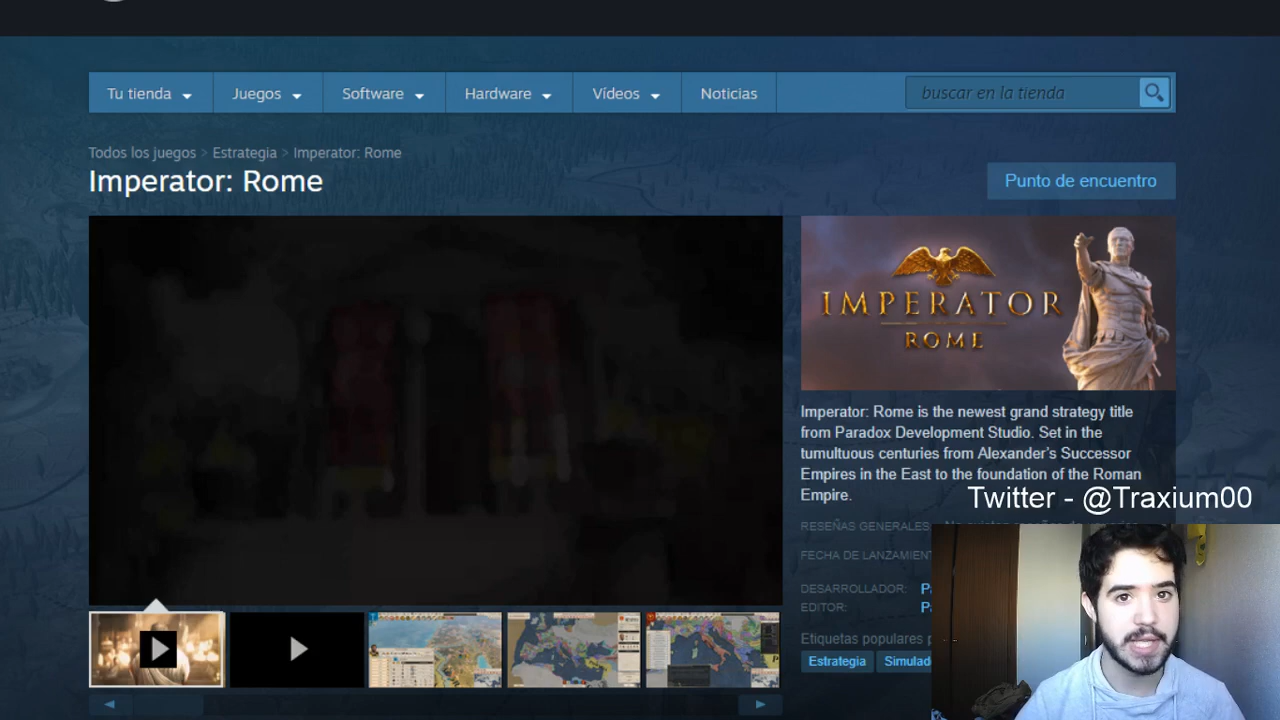 Tu tienda
Juegos
Software
Hardware
Vídeos
Noticias
buscar en la tienda
Todos los juegos > Estrategia > Imperator: Rome
Imperator: Rome
Punto de encuentro
IMPERATOR
ROME
Imperator: Rome is the newest grand strategy title
from Paradox Development Studio. Set in the
tumultuous centuries from Alexander's Successor
Empires in the East to the foundation of the Roman
Empire.
Twitter - @Traxium00
RESEÑAS GENERALES
FECHA DE LANZAMIENT
DESARROLLADOR:
EDITOR:
Etiquetas populares p
Estrategia
Simulad